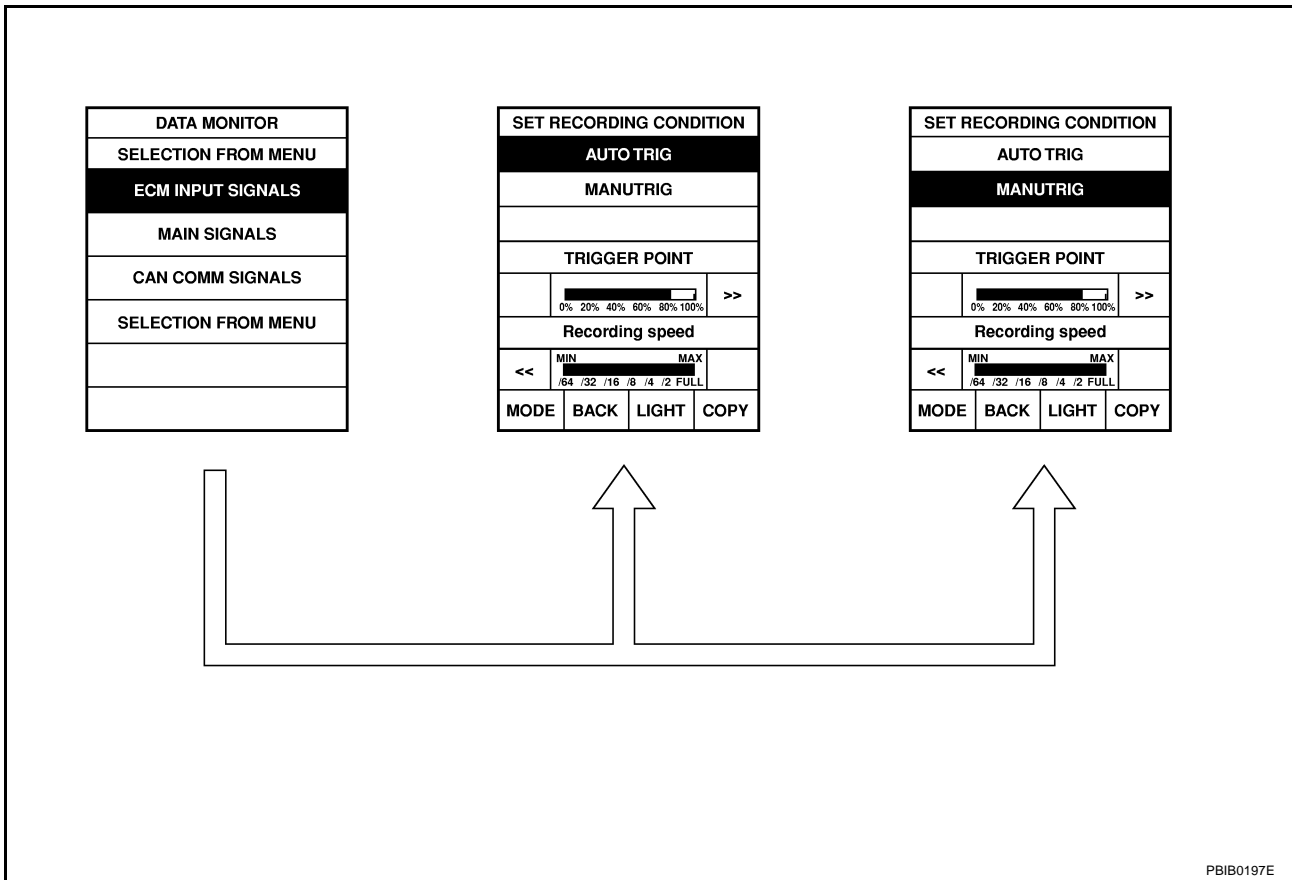 DATA MONITOR
SELECTION FROM MENU
ECM INPUT SIGNALS
MAIN SIGNALS
CAN COMM SIGNALS
SELECTION FROM MENU
SET RECORDING CONDITION
AUTO TRIG
MANUTRIG
TRIGGER POINT
>>
0% 20% 40% 60% 80% 100%
Recording speed
MIN MAX
<<
/64 /32 /16 /8 /4 /2 FULL
MODE BACK LIGHT COPY
SET RECORDING CONDITION
AUTO TRIG
MANUTRIG
TRIGGER POINT
>>
0% 20% 40% 60% 80% 100%
Recording speed
MIN MAX
<<
/64 /32 /16 /8 /4 /2 FULL
MODE BACK LIGHT COPY
PBIB0197E